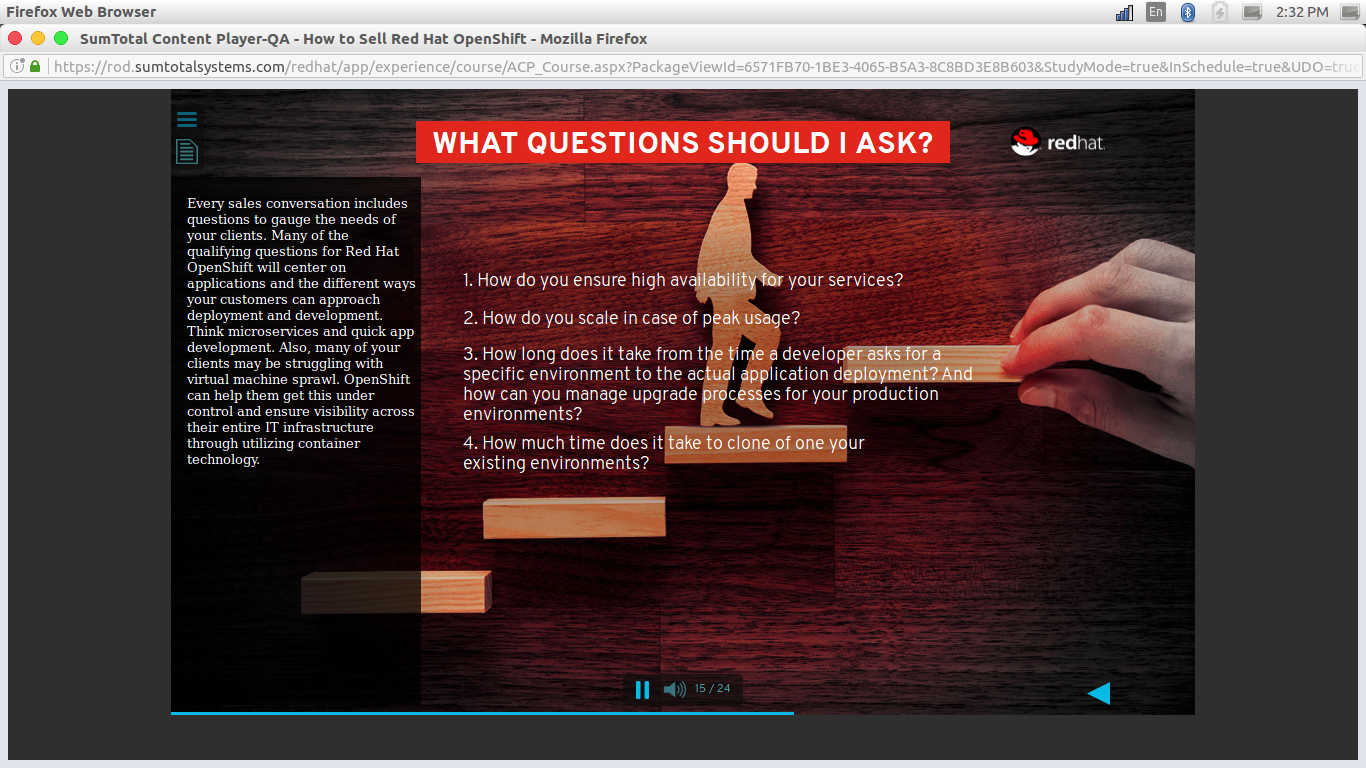 Firefox Web Browser
En
2:32 PM
SumTotal Content Player-QA - How to Sell Red Hat OpenShift - Mozilla Firefox
https://rod.sumtotalsystems.com/redhat/app/experience/course/ACP_Course.aspx?PackageViewId=6571FB70-1BE3-4065-B5A3-8C8BD3E8B603&StudyMode=true&InSchedule=true&UDO=true
WHAT QUESTIONS SHOULD I ASK?
redhat.
Every sales conversation includes
questions to gauge the needs of
your clients. Many of the
qualifying questions for Red Hat
OpenShift will center on
applications and the different ways
your customers can approach
deployment and development.
Think microservices and quick app
development. Also, many of your
clients may be struggling with
virtual machine sprawl. OpenShift
can help them get this under
control and ensure visibility across
their entire IT infrastructure
through utilizing container
technology.
1. How do you ensure high availability for your services?
2. How do you scale in case of peak usage?
3. How long does it take from the time a developer asks for a
specific environment to the actual application deployment? And
how can you manage upgrade processes for your production
environments?
4. How much time does it take to clone of one your
existing environments?
15 / 24